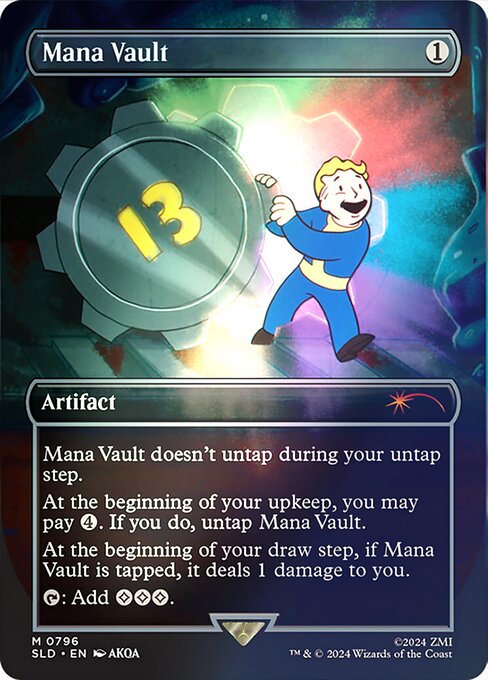 Mana Vault 1
13
Artifact
Mana Vault doesn't untap during your untap
step.
At the beginning of your upkeep, you may
pay 4. If you do, untap Mana Vault.
At the beginning of your draw step, if Mana
Vault is tapped, it deals 1 damage to you.
: Add .
M 0796 ©2024 ZMI
SLD • EN AKQA ™ & © 2024 Wizards of the Coast